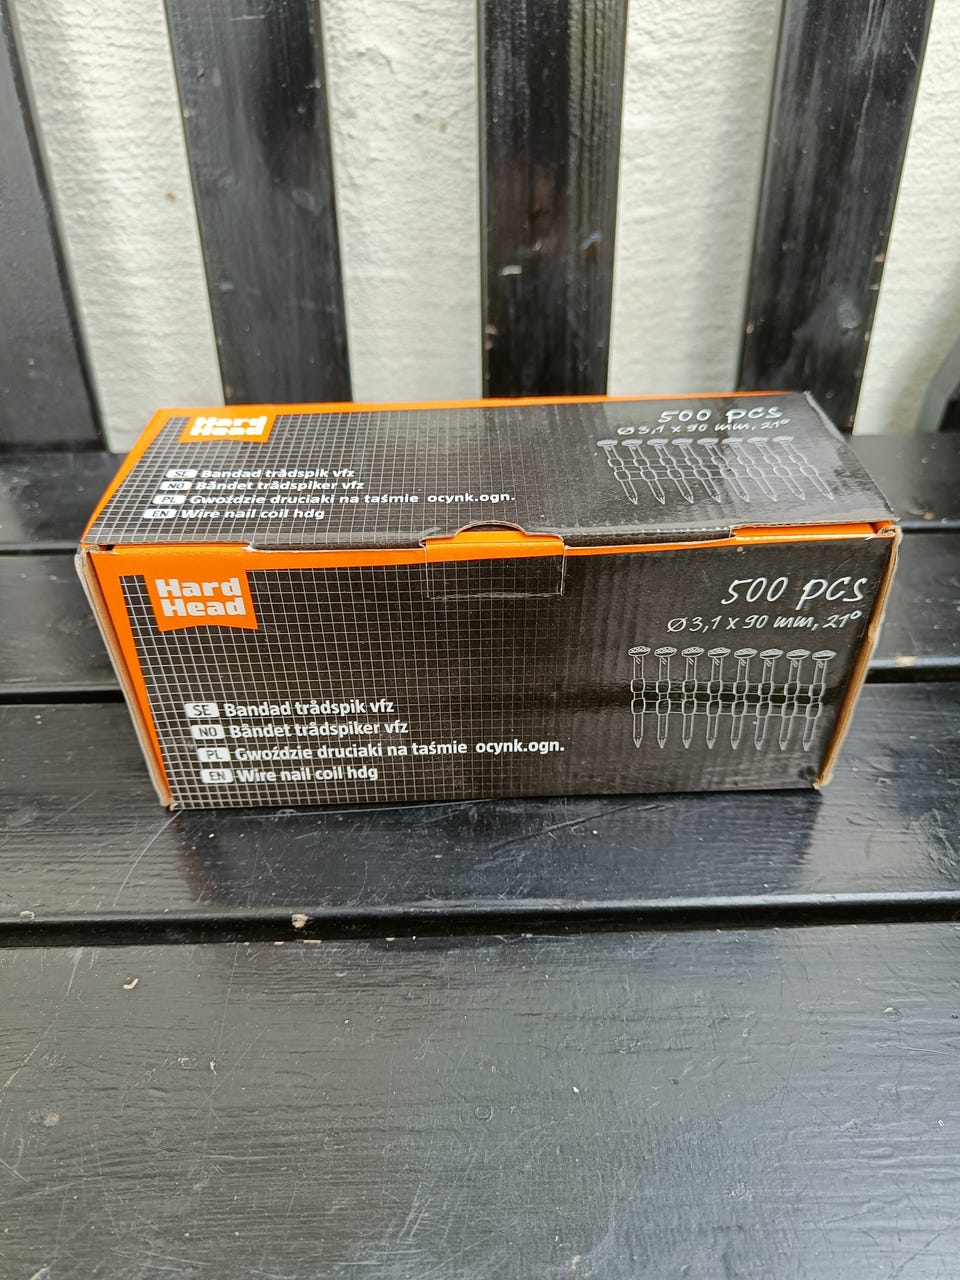 Hard
Head
500 pcs
Ø 3,1 x 90 mm, 21°
SE Bandad trådspik vfz
NO Båndet trådspiker vfz
PL Gwoździe druciaki na taśmie ocynk.ogn.
EN Wire nail coil hdg
Hard
Head
500 pcs
Ø 3,1 x 90 mm, 21°
SE Bandad trådspik vfz
NO Båndet trådspiker vfz
PL Gwoździe druciaki na taśmie ocynk.ogn.
EN Wire nail coil hdg